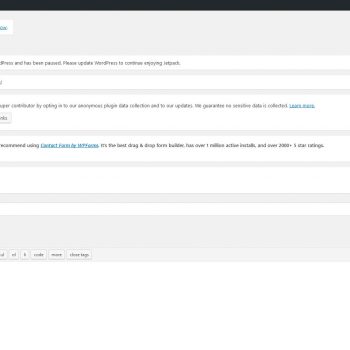 dPress and has been paused. Please update WordPress to continue enjoying Jetpack.
super contributor by opting in to our anonymous plugin data collection and to our updates. We guarantee no sensitive data is collected. Learn more.
recommend using Contact Form by WPForms. It's the best drag & drop form builder, has over 1 million active installs, and over 2000+ 5 star ratings.
ul ol li code more close tags